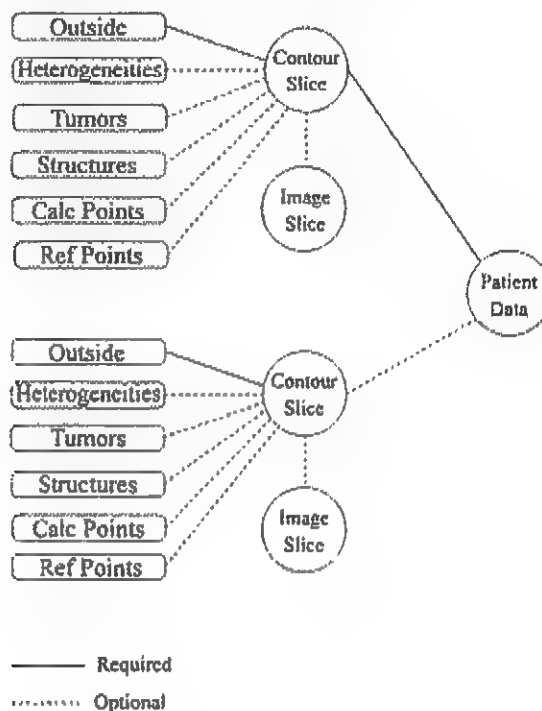 Outside
Heterogeneities
Tumors
Structures
Calc Points
Ref Points
Contour
Slice
Image
Slice
Patient
Data
Outside
Heterogeneities
Tumors
Structures
Calc Points
Ref Points
Contour
Slice
Image
Slice
Required
Optional